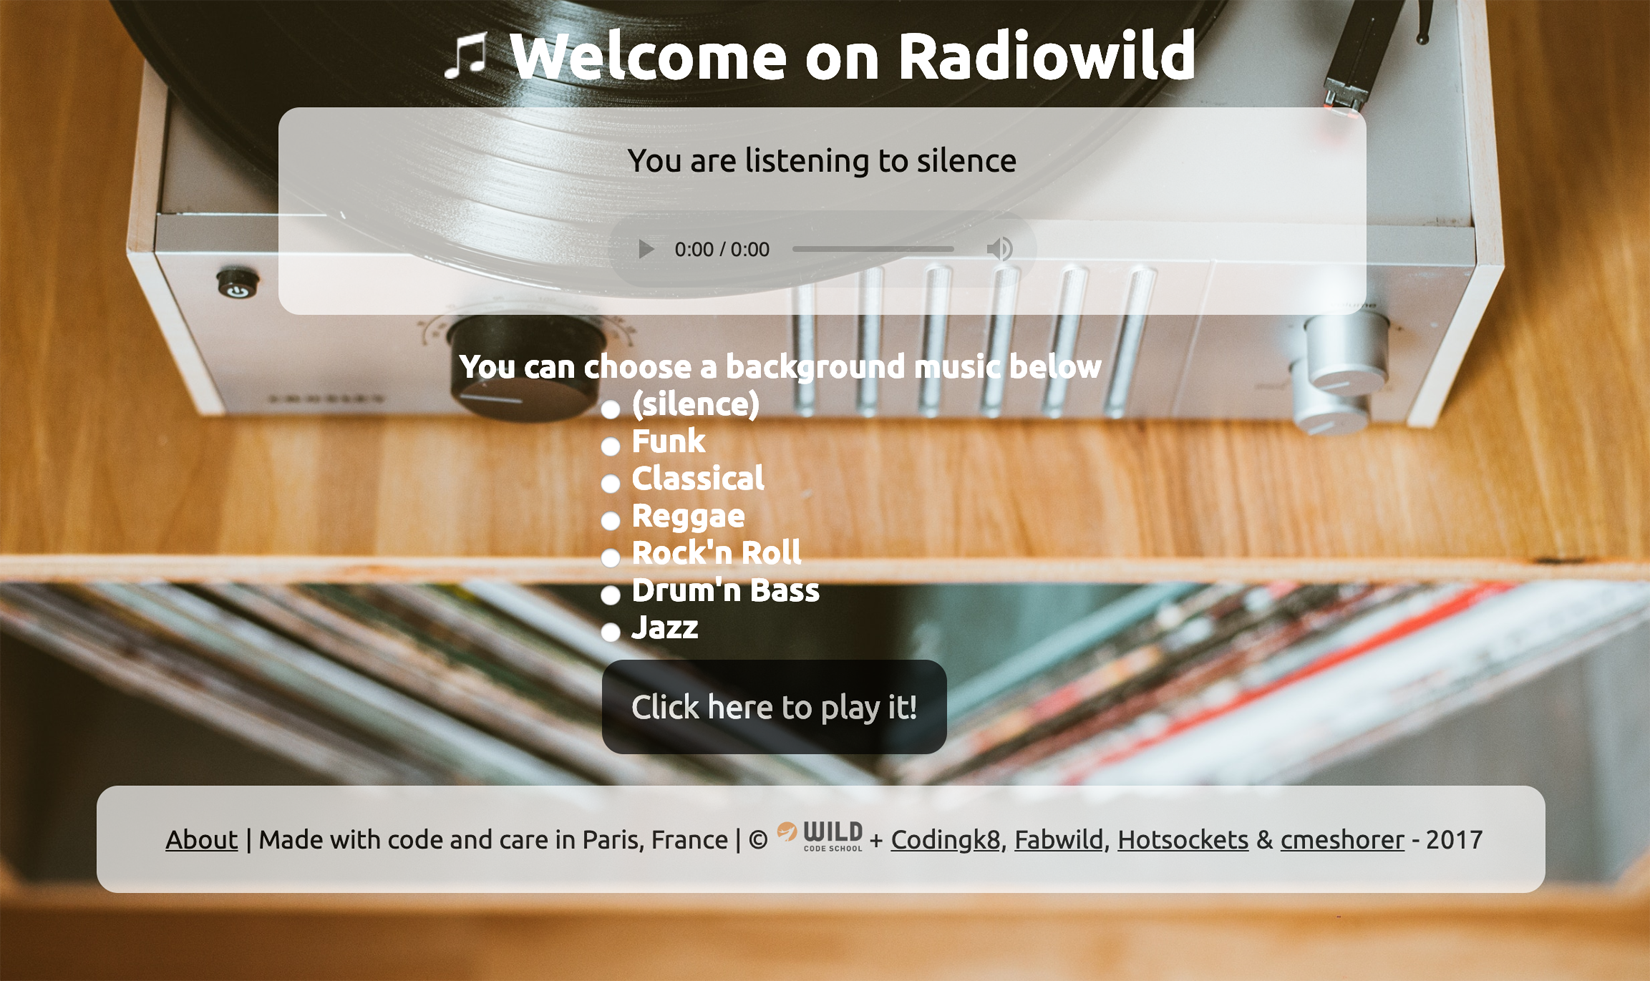 Welcome on Radiowild
You are listening to silence
0:00 / 0:00
You can choose a background music below
(silence)
Funk
Classical
Reggae
Rock'n Roll
Drum'n Bass
Jazz
Click here to play it!
About | Made with code and care in Paris, France | © WILD CODE SCHOOL + Codingk8, Fabwild, Hotsockets & cmeshorer - 2017